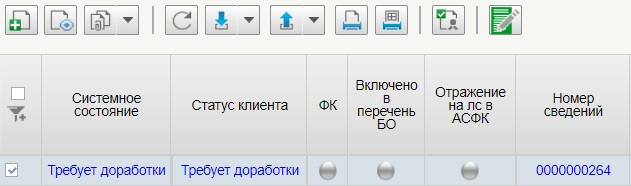 Системное состояние
Статус клиента
ФК
Включено в перечень БО
Отражение на лс в АСФК
Номер сведений
Требует доработки
Требует доработки
0000000264